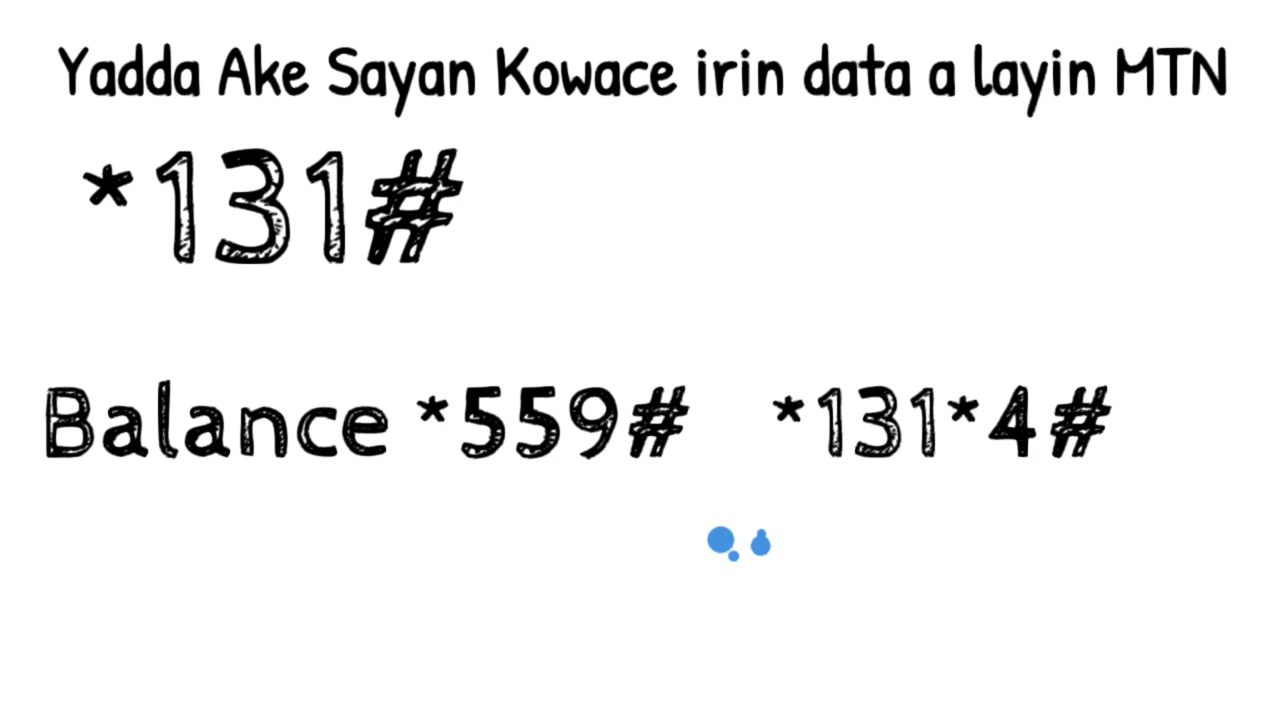 Yadda Ake Sayan Kowace irin data a layin MTN
*131#
Balance *559# *131*4#